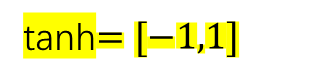 tanh= [−1,1]